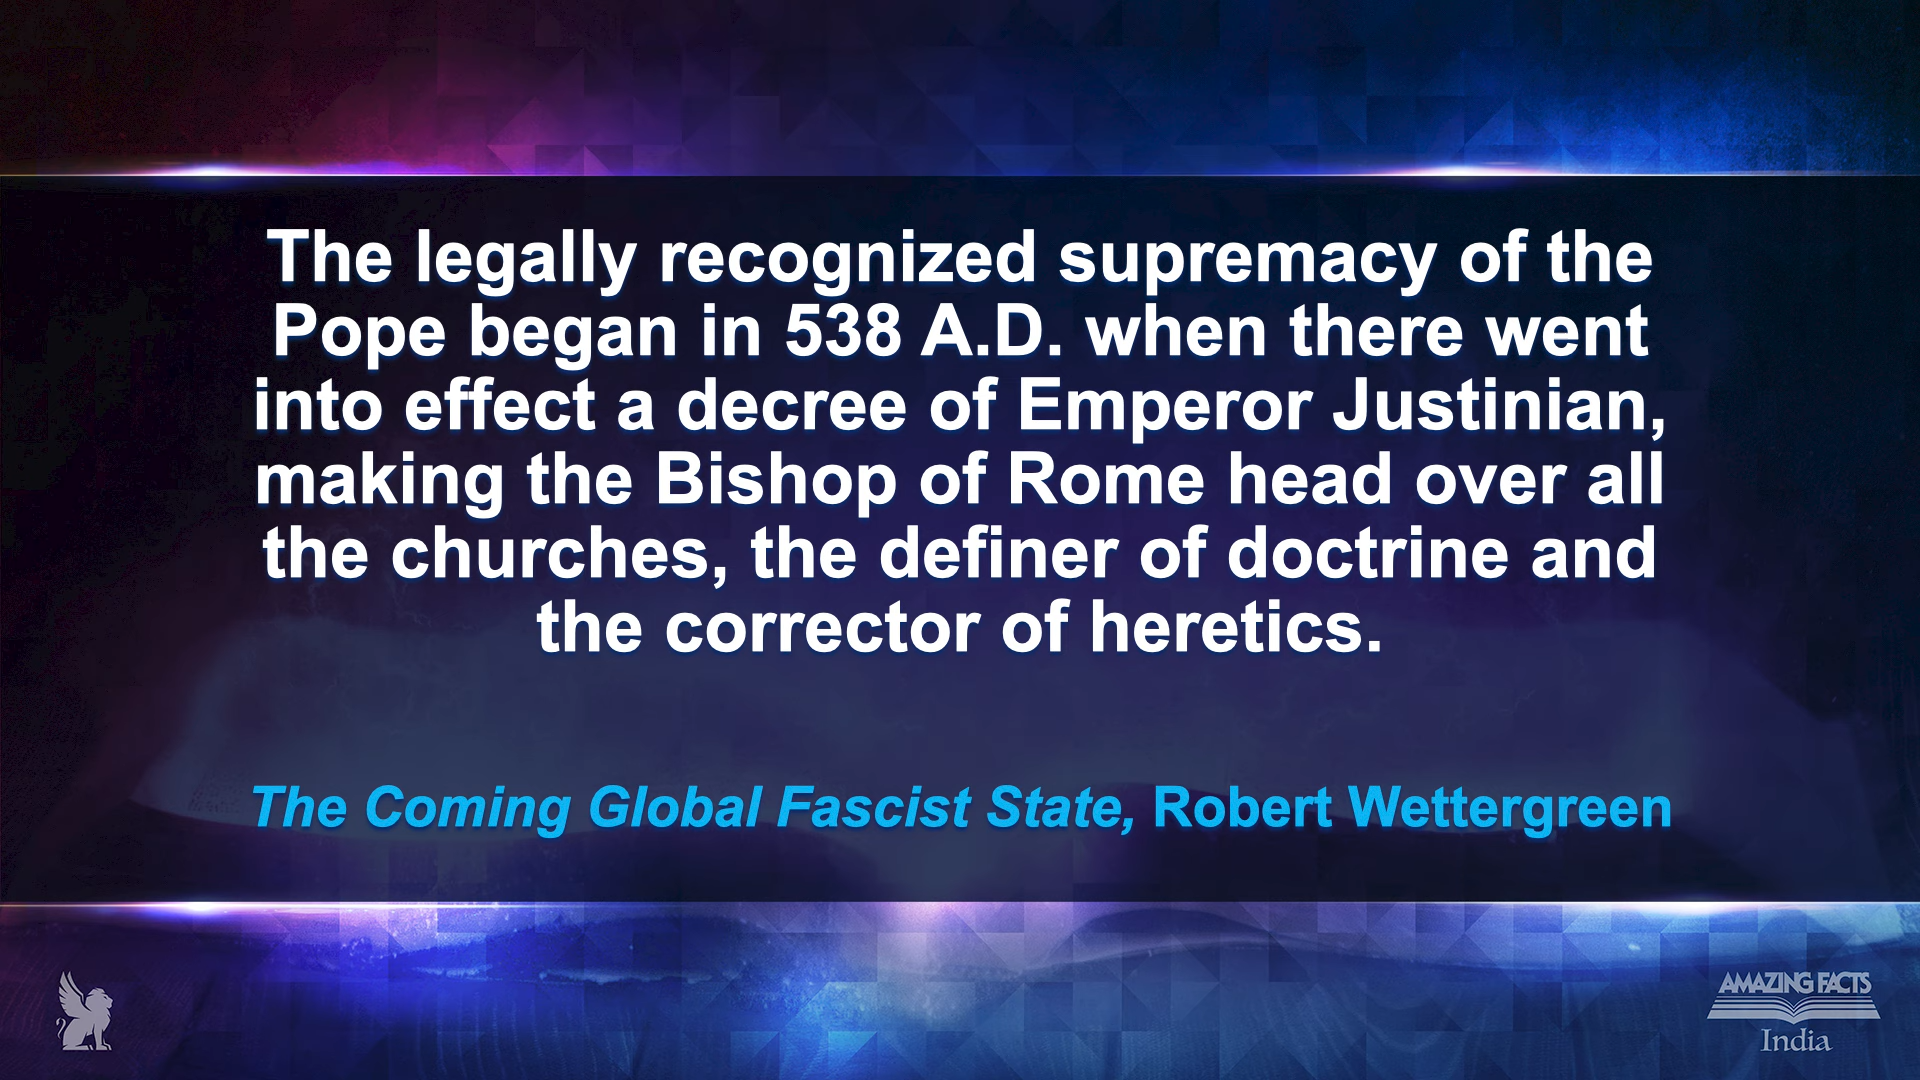 The legally recognized supremacy of the
Pope began in 538 A.D. when there went
into effect a decree of Emperor Justinian,
making the Bishop of Rome head over all
the churches, the definer of doctrine and
the corrector of heretics.
The Coming Global Fascist State, Robert Wettergreen
AMAZING FACTS
India